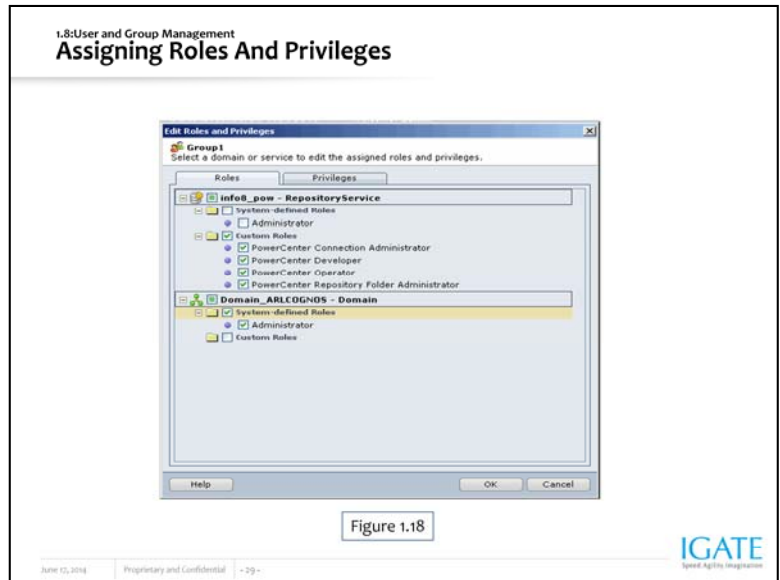 1.8:User and Group Management
Assigning Roles And Privileges
Edit Roles and Privileges
Group1
Select a domain or service to edit the assigned roles and privileges.
Roles
Privileges
info8_pow - RepositoryService
System-defined Roles
Administrator
Custom Roles
PowerCenter Connection Administrator
PowerCenter Developer
PowerCenter Operator
PowerCenter Repository Folder Administrator
Domain_ARLCOGNOS - Domain
System-defined Roles
Administrator
Custom Roles
Help
OK
Cancel
Figure 1.18
IGATE
Speed.Agility.Imagination
June 17, 2014
Proprietary and Confidential
- 29 -